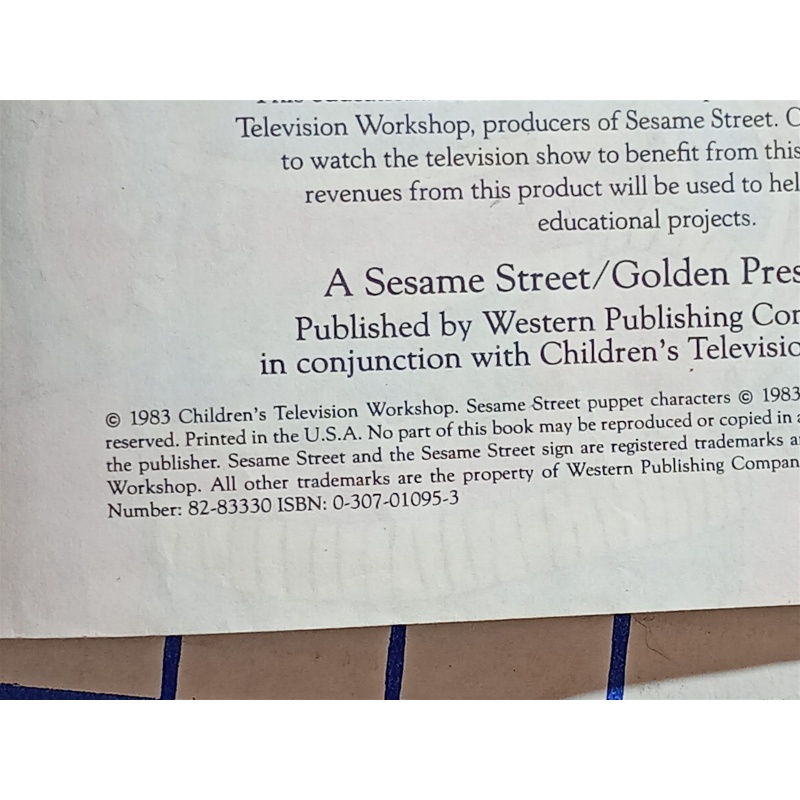 Television Workshop, producers of Sesame Street.
to watch the television show to benefit from this
revenues from this product will be used to hel
educational projects.
A Sesame Street/Golden Pres
Published by Western Publishing Co
in conjunction with Children's Televisio
© 1983 Children's Television Workshop. Sesame Street puppet characters © 1983
reserved. Printed in the U.S.A. No part of this book may be reproduced or copied in
the publisher. Sesame Street and the Sesame Street sign are registered trademarks a
Workshop. All other trademarks are the property of Western Publishing Compan
Number: 82-83330 ISBN: 0-307-01095-3